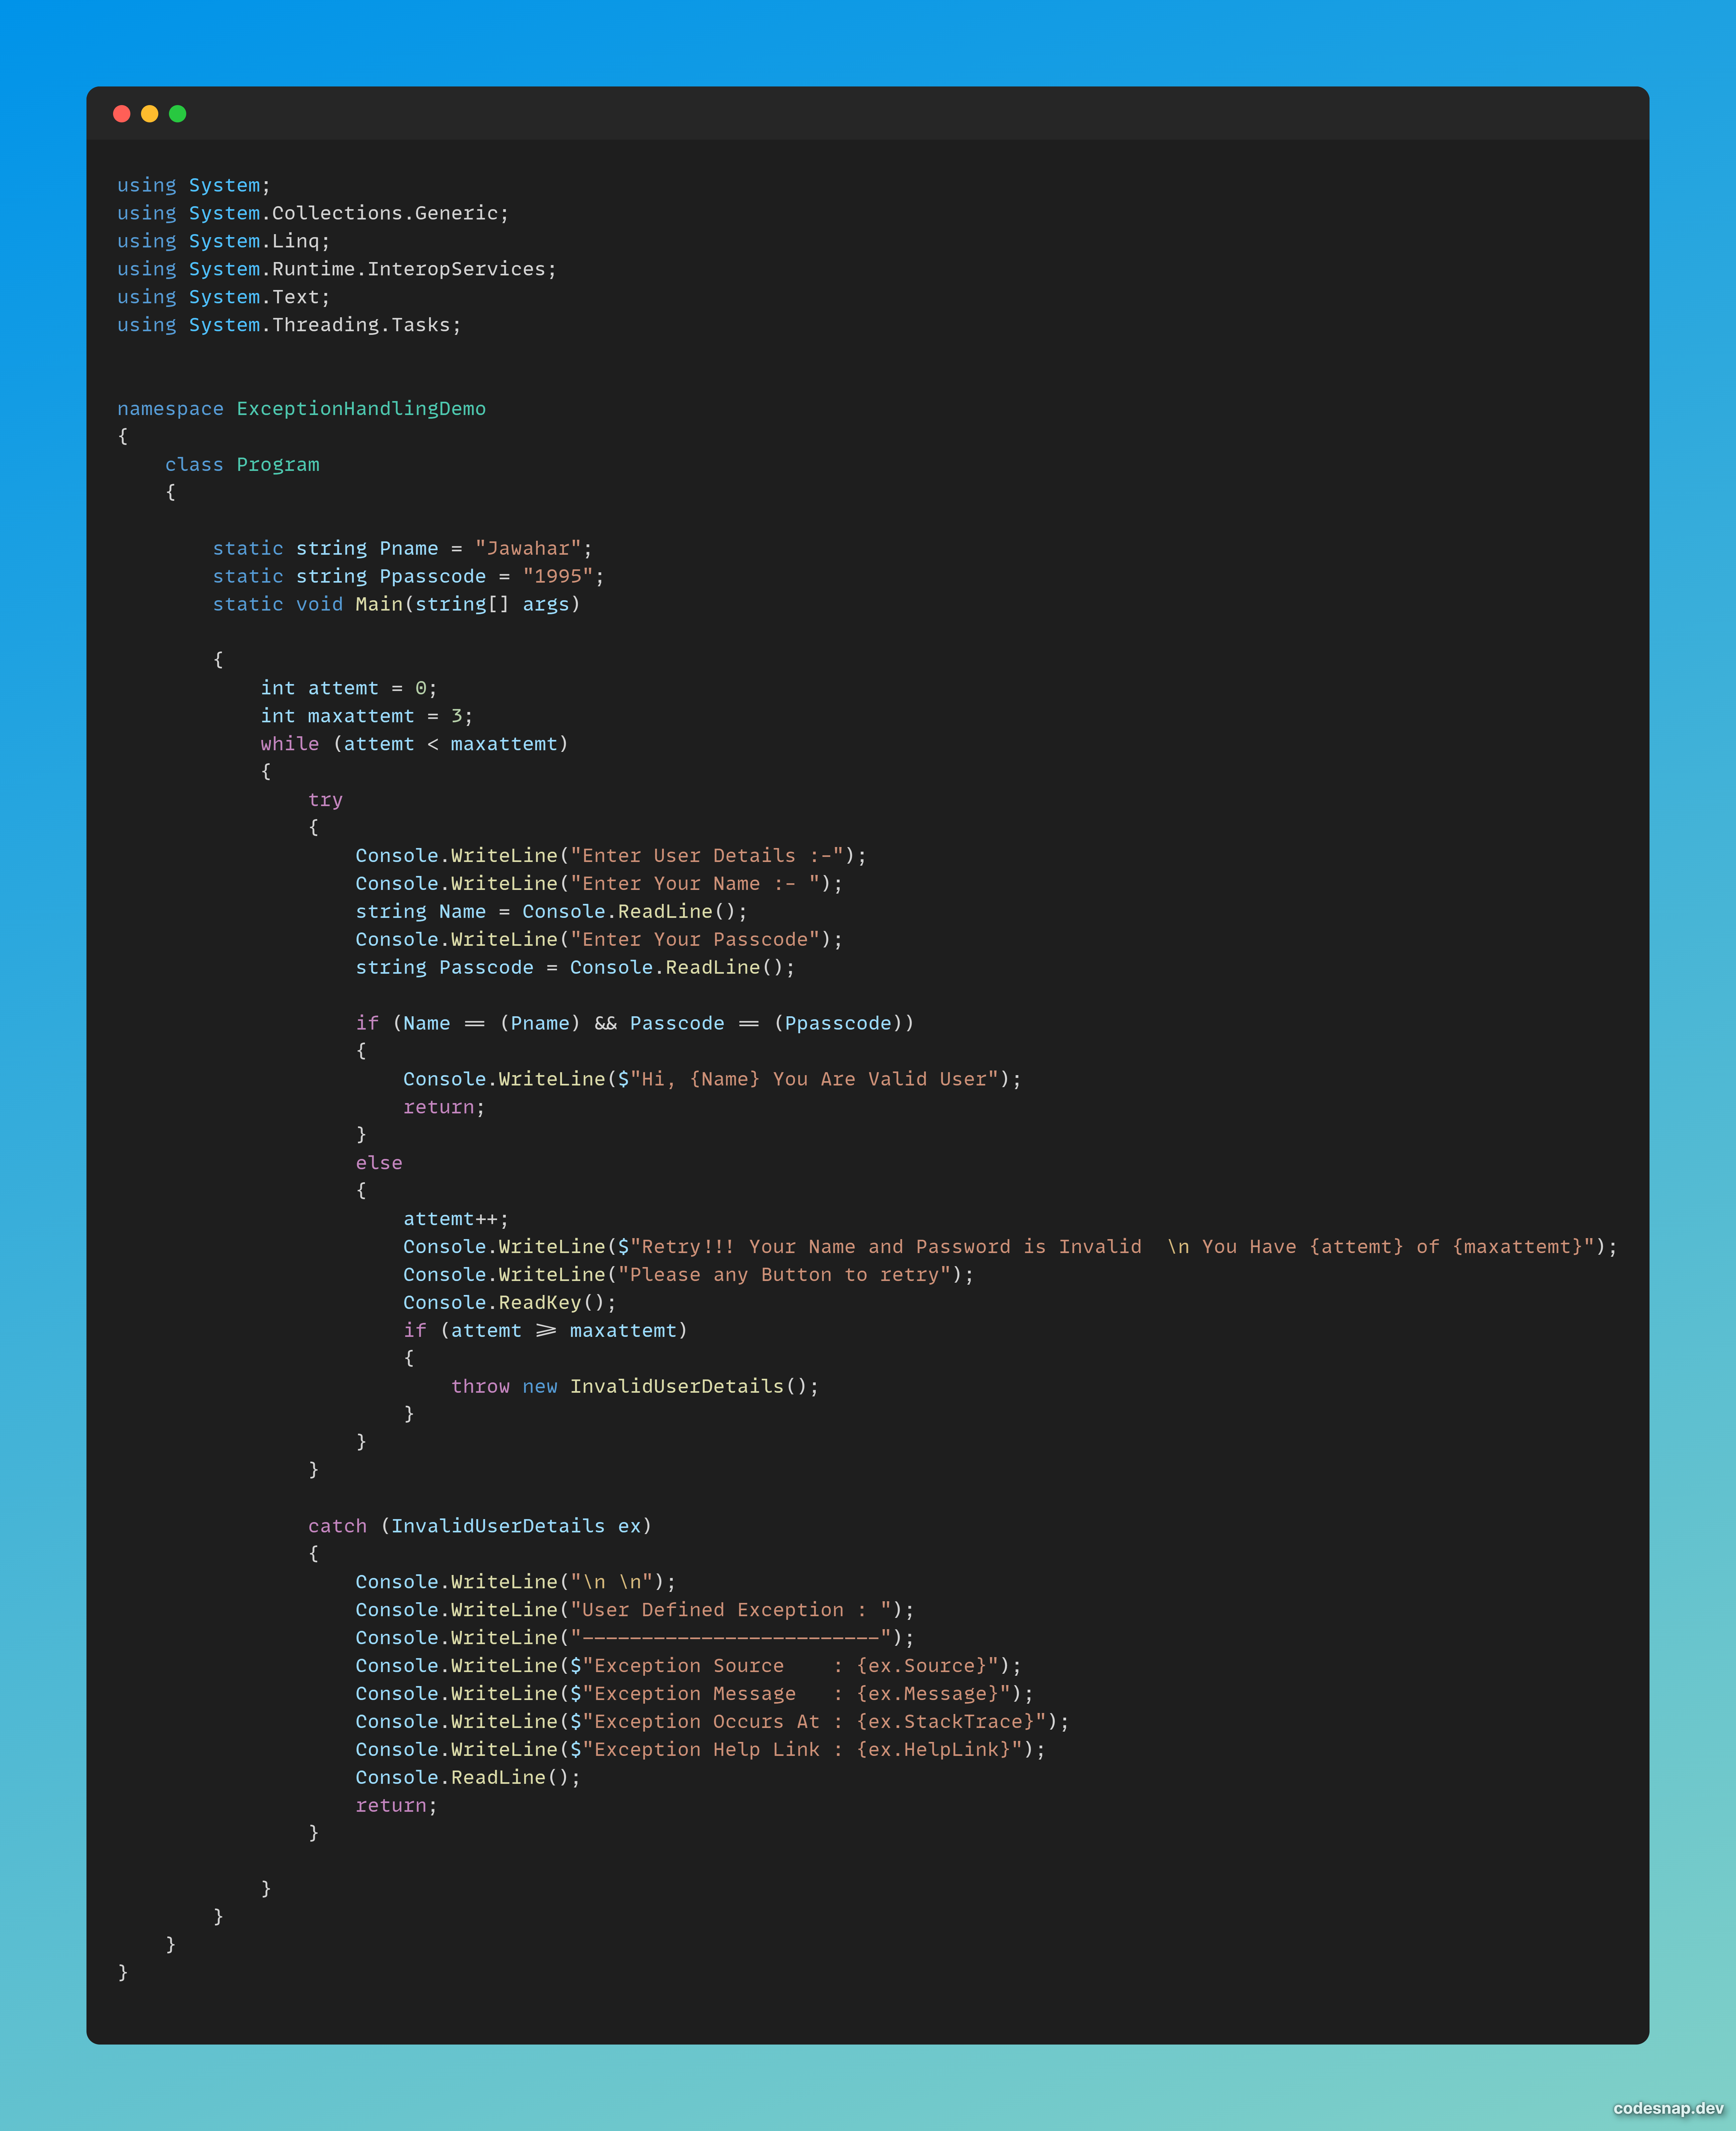 using System;
using System.Collections.Generic;
using System.Linq;
using System.Runtime.InteropServices;
using System.Text;
using System.Threading.Tasks;
namespace ExceptionHandlingDemo
{
    class Program
    {
        static string Pname = "Jawahar";
        static string Ppasscode = "1995";
        static void Main(string[] args)
        {
            int attemt = 0;
            int maxattemt = 3;
            while (attemt < maxattemt)
            {
                try
                {
                    Console.WriteLine("Enter User Details :-");
                    Console.WriteLine("Enter Your Name :- ");
                    string Name = Console.ReadLine();
                    Console.WriteLine("Enter Your Passcode");
                    string Passcode = Console.ReadLine();
                    if (Name == (Pname) && Passcode == (Ppasscode))
                    {
                        Console.WriteLine($"Hi, {Name} You Are Valid User");
                        return;
                    }
                    else
                    {
                        attemt++;
                        Console.WriteLine($"Retry!!! Your Name and Password is Invalid  \n You Have {attemt} of {maxattemt}");
                        Console.WriteLine("Please any Button to retry");
                        Console.ReadKey();
                        if (attemt >= maxattemt)
                        {
                            throw new InvalidUserDetails();
                        }
                    }
                }
                catch (InvalidUserDetails ex)
                {
                    Console.WriteLine("\n \n");
                    Console.WriteLine("User Defined Exception : ");
                    Console.WriteLine("-------------------------");
                    Console.WriteLine($"Exception Source    : {ex.Source}");
                    Console.WriteLine($"Exception Message   : {ex.Message}");
                    Console.WriteLine($"Exception Occurs At : {ex.StackTrace}");
                    Console.WriteLine($"Exception Help Link : {ex.HelpLink}");
                    Console.ReadLine();
                    return;
                }
            }
        }
    }
}
codesnap.dev